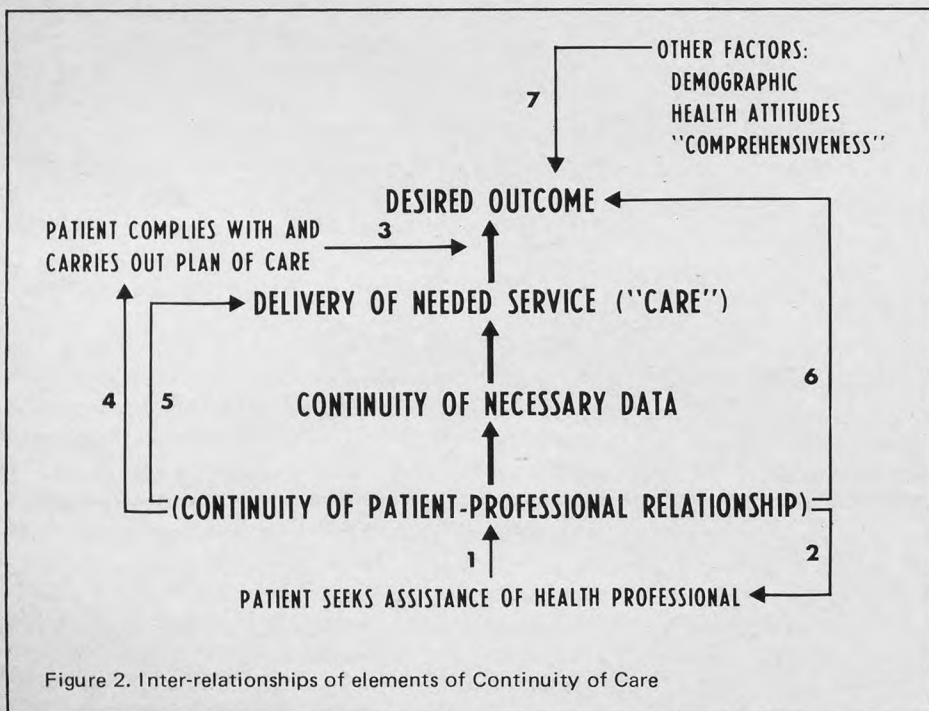 OTHER FACTORS:
DEMOGRAPHIC
HEALTH ATTITUDES
"COMPREHENSIVENESS"
7
DESIRED OUTCOME
PATIENT COMPLIES WITH AND
CARRIES OUT PLAN OF CARE
3
DELIVERY OF NEEDED SERVICE ("CARE")
4
5
6
CONTINUITY OF NECESSARY DATA
(CONTINUITY OF PATIENT-PROFESSIONAL RELATIONSHIP)
1
2
PATIENT SEEKS ASSISTANCE OF HEALTH PROFESSIONAL
Figure 2. Inter-relationships of elements of Continuity of Care